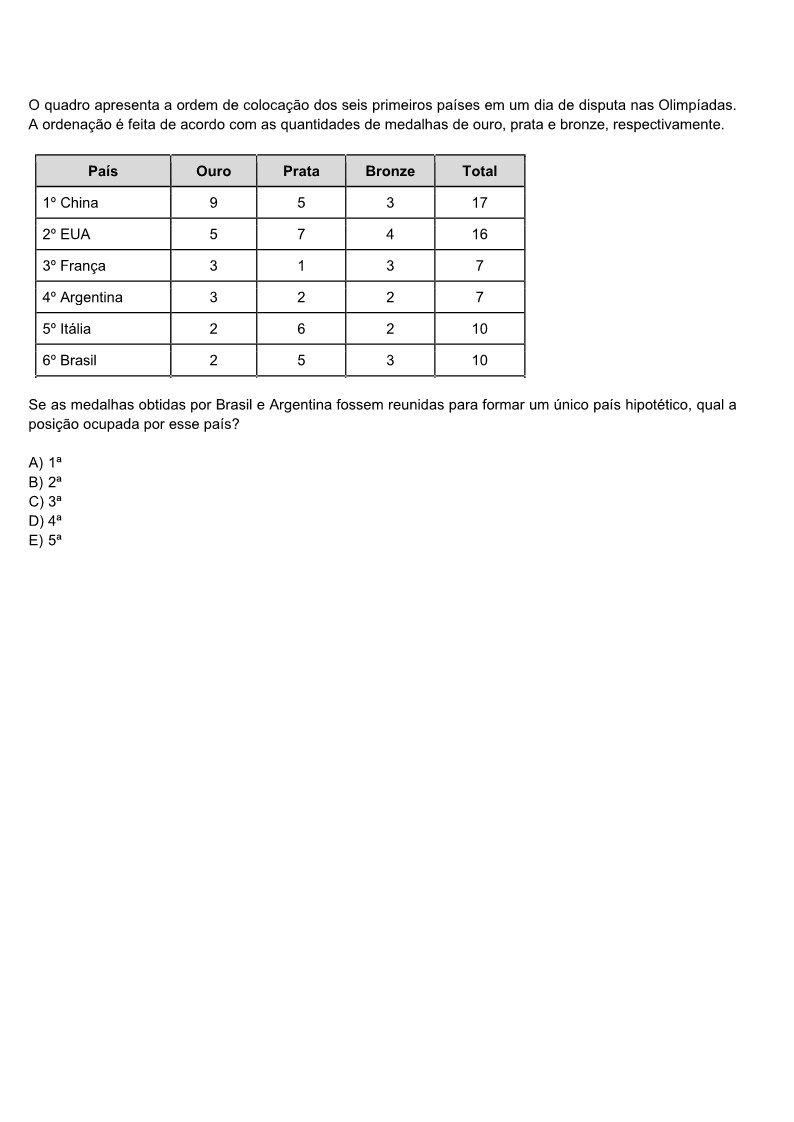 O quadro apresenta a ordem de colocação dos seis primeiros países em um dia de disputa nas Olimpíadas.
A ordenação é feita de acordo com as quantidades de medalhas de ouro, prata e bronze, respectivamente.
País Ouro Prata Bronze Total
1º China 9 5 3 17
2º EUA 5 7 4 16
3º França 3 1 3 7
4º Argentina 3 2 2 7
5º Itália 2 6 2 10
6º Brasil 2 5 3 10
Se as medalhas obtidas por Brasil e Argentina fossem reunidas para formar um único país hipotético, qual a
posição ocupada por esse país?
A) 1ª
B) 2ª
C) 3ª
D) 4ª
E) 5ª